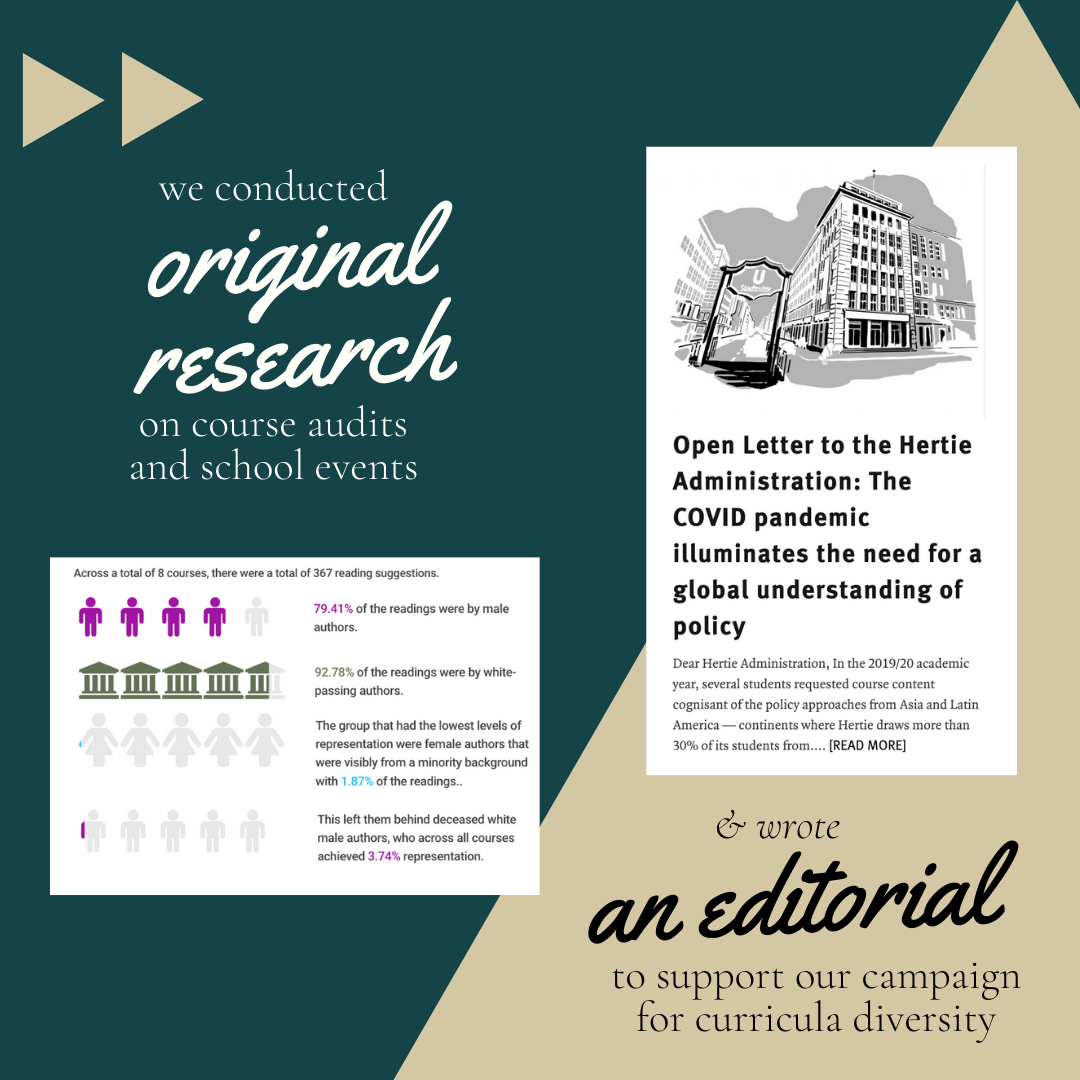 we conducted
original
research
on course audits
and school events
Across a total of 8 courses, there were a total of 367 reading suggestions.
79.41% of the readings were by male
authors.
92.78% of the readings were by white-
passing authors.
The group that had the lowest levels of
representation were female authors that
were visibly from a minority background
with 1.87% of the readings..
This left them behind deceased white
male authors, who across all courses
achieved 3.74% representation.
U
Stadtmitte
Open Letter to the Hertie
Administration: The
COVID pandemic
illuminates the need for a
global understanding of
policy
Dear Hertie Administration, In the 2019/20 academic
year, several students requested course content
cognisant of the policy approaches from Asia and Latin
America — continents where Hertie draws more than
30% of its students from.... [READ MORE]
& wrote
an editorial
to support our campaign
for curricula diversity